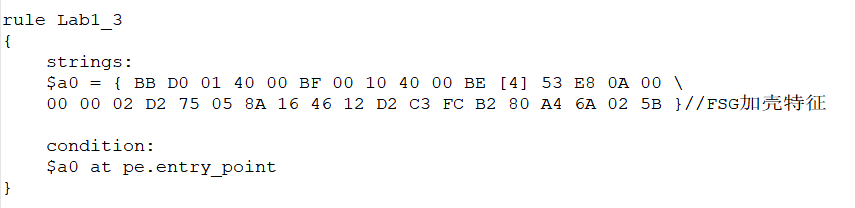 rule Lab1_3
{
strings:
$a0 = { BB D0 01 40 00 BF 00 10 40 00 BE [4] 53 E8 0A 00 \
00 00 02 D2 75 05 8A 16 46 12 D2 C3 FC B2 80 A4 6A 02 5B }//FSG加壳特征
condition:
$a0 at pe.entry_point
}